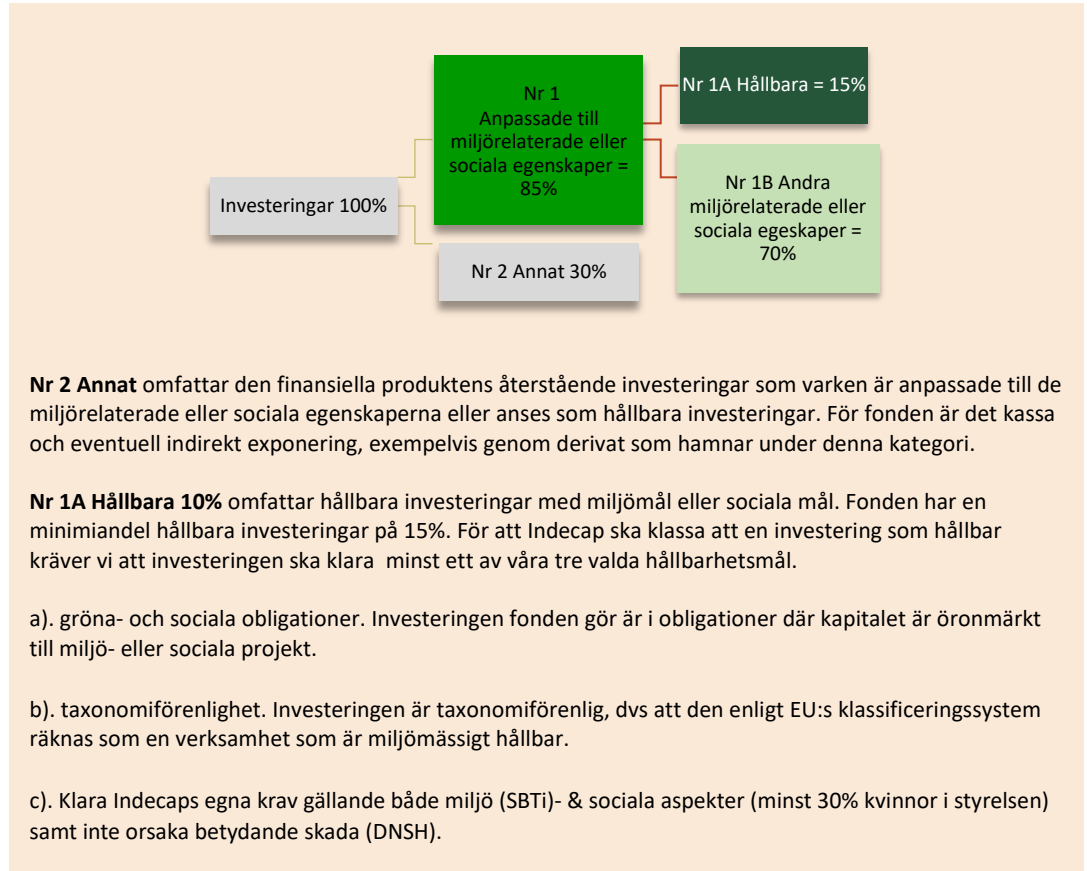 Nr 1
Anpassade till
miljörelaterade eller
sociala egenskaper =
85%
Nr 1A Hållbara = 15%
Investeringar 100%
Nr 1B Andra
miljörelaterade eller
sociala egeskaper =
70%
Nr 2 Annat 30%
Nr 2 Annat omfattar den finansiella produktens återstående investeringar som varken är anpassade till de
miljörelaterade eller sociala egenskaperna eller anses som hållbara investeringar. För fonden är det kassa
och eventuell indirekt exponering, exempelvis genom derivat som hamnar under denna kategori.
Nr 1A Hållbara 10% omfattar hållbara investeringar med miljömål eller sociala mål. Fonden har en
minimiandel hållbara investeringar på 15%. För att Indecap ska klassa att en investering som hållbar
kräver vi att investeringen ska klara minst ett av våra tre valda hållbarhetsmål.
a). gröna- och sociala obligationer. Investeringen fonden gör är i obligationer där kapitalet är öronmärkt
till miljö- eller sociala projekt.
b). taxonomiförenlighet. Investeringen är taxonomiförenlig, dvs att den enligt EU:s klassificeringssystem
räknas som en verksamhet som är miljömässigt hållbar.
c). Klara Indecaps egna krav gällande både miljö (SBTi)- & sociala aspekter (minst 30% kvinnor i styrelsen)
samt inte orsaka betydande skada (DNSH).